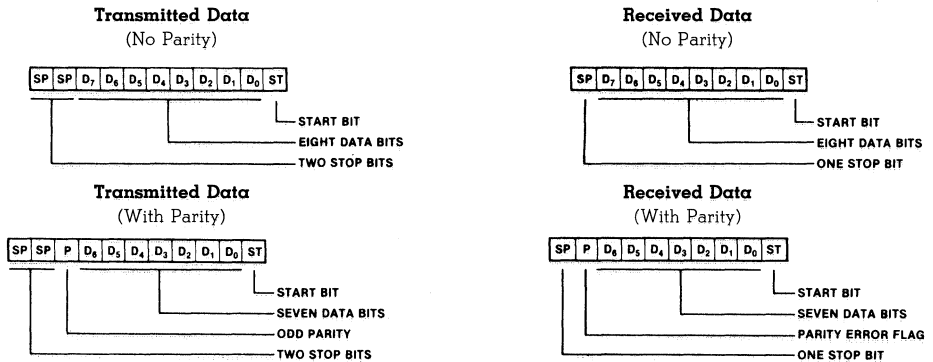 Transmitted Data
(No Parity)
SP SP D7 D6 D5 D4 D3 D2 D1 D0 ST
START BIT
EIGHT DATA BITS
TWO STOP BITS
Received Data
(No Parity)
SP D7 D6 D5 D4 D3 D2 D1 D0 ST
START BIT
EIGHT DATA BITS
ONE STOP BIT
Transmitted Data
(With Parity)
SP SP P D6 D5 D4 D3 D2 D1 D0 ST
START BIT
SEVEN DATA BITS
ODD PARITY
TWO STOP BITS
Received Data
(With Parity)
SP P D6 D5 D4 D3 D2 D1 D0 ST
START BIT
SEVEN DATA BITS
PARITY ERROR FLAG
ONE STOP BIT